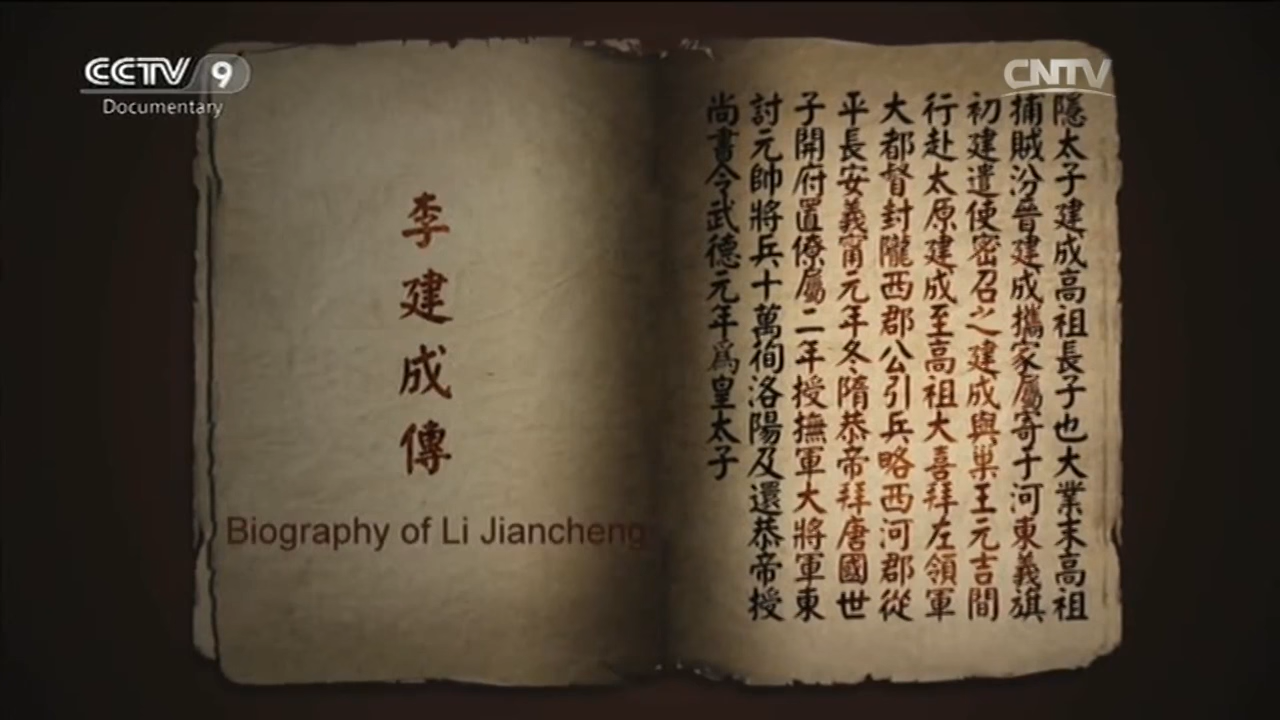 CCTV 9
Documentary
CNTV
李建成傳
Biography of Li Jiancheng
隱太子建成高祖長子也大業末高祖
捕賊汾晉建成攜家屬寄于河東義旗
初建遣使密召之建成與巢王元吉間
行赴太原建成至高祖大喜拜左領軍
大都督封隴西郡公引兵略西河郡從
平長安義甯元年冬隋恭帝拜唐國世
子開府置僚屬二年授撫軍大將軍東
討元帥將兵十萬徇洛陽及還恭帝授
尚書令武德元年爲皇太子